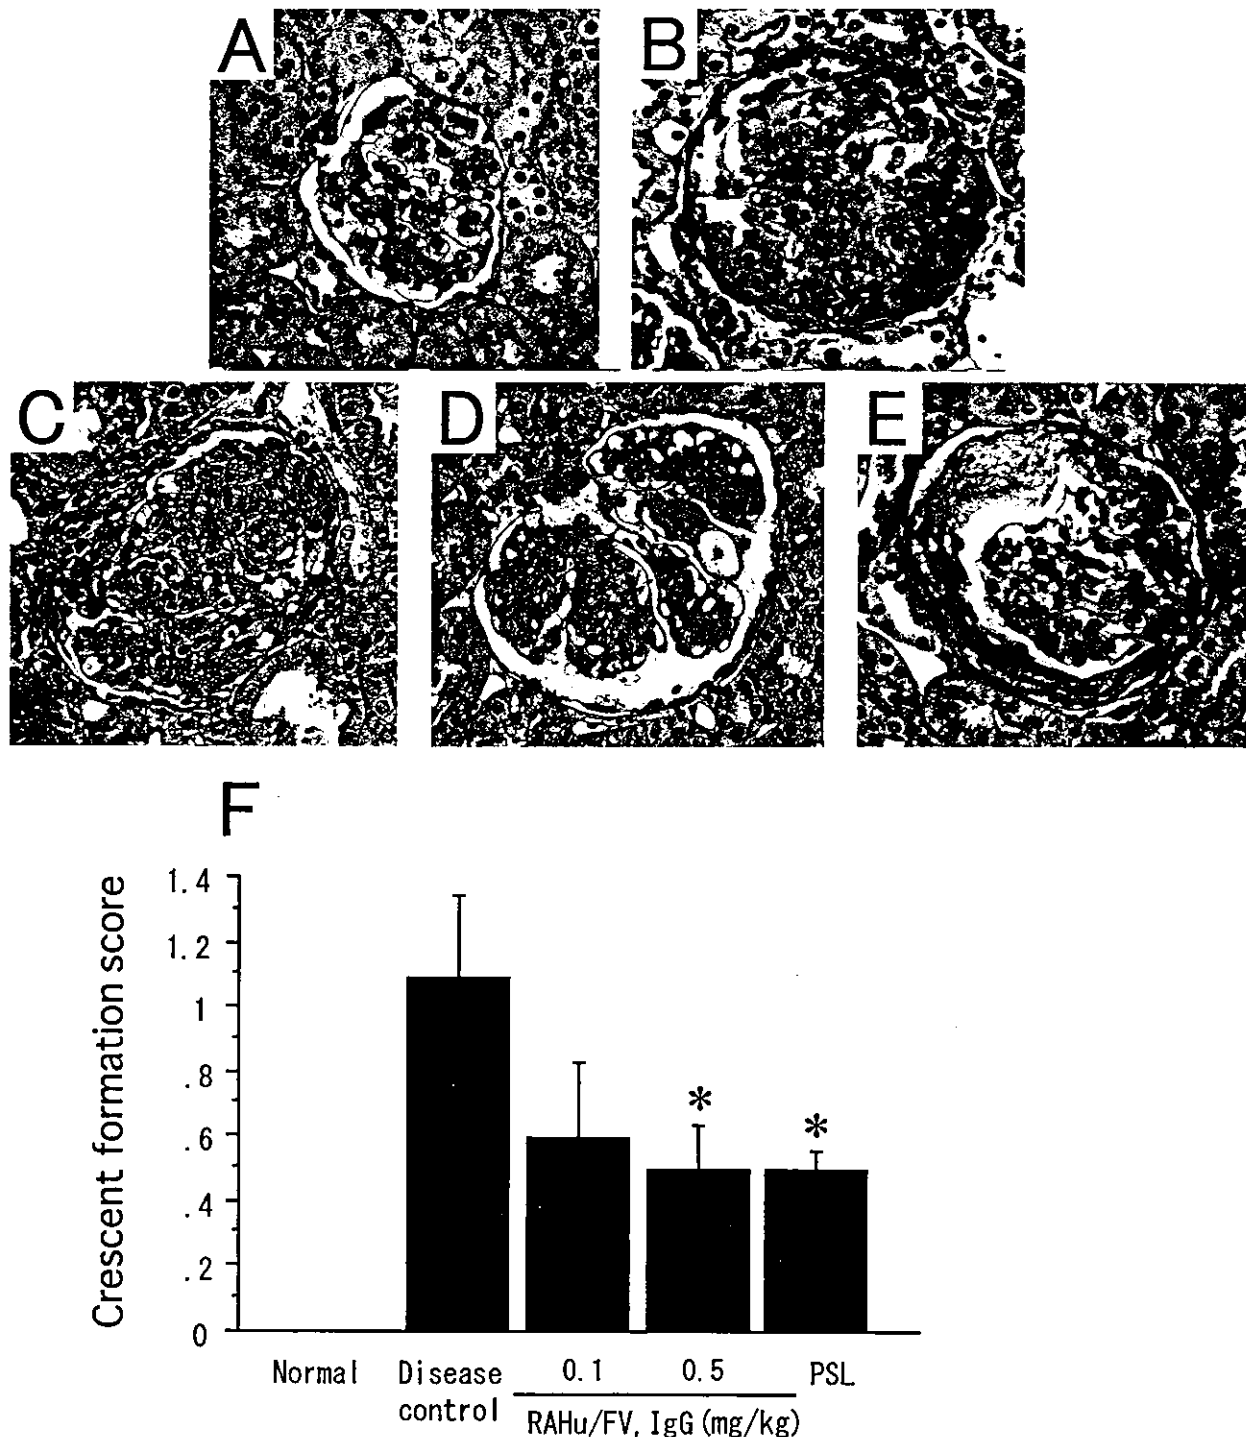 A
B
C
D
E
F
Crescent formation score
1.4
1.2
1
.8
.6
.4
.2
0
*
*
Normal
Disease control
0.1
0.5
PSL
RAHu/FV, IgG (mg/kg)